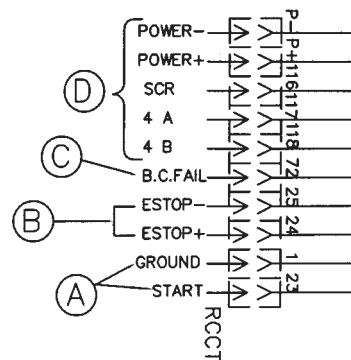 POWER- P-
POWER+ P+
SCR 116
4 A 117
4 B 118
B.C.FAIL 72
ESTOP- 25
ESTOP+ 24
GROUND 1
START 23
D
C
B
A
RCCT